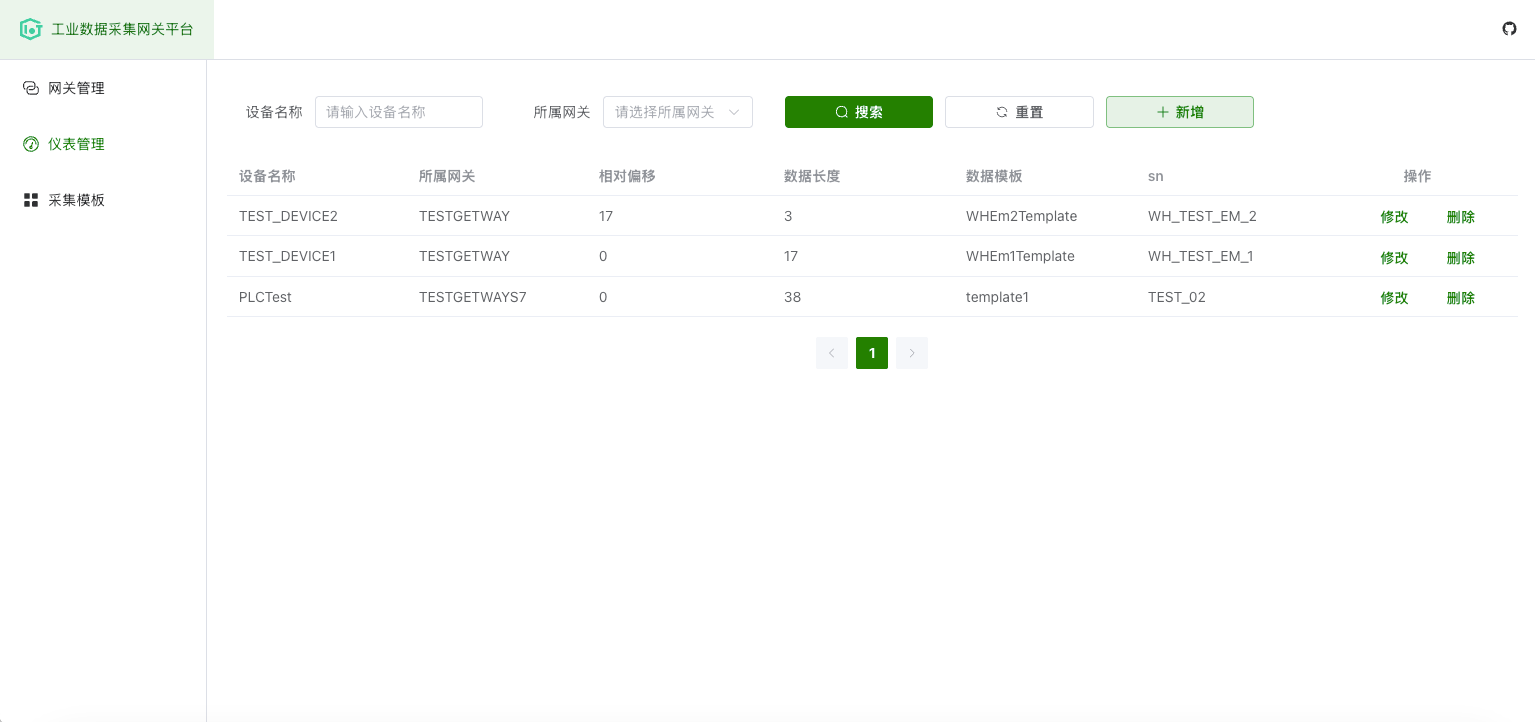 工业数据采集网关平台
网关管理
仪表管理
采集模板
设备名称 请输入设备名称 所属网关 请选择所属网关 搜索 重置 新增
设备名称 所属网关 相对偏移 数据长度 数据模板 sn 操作
TEST_DEVICE2 TESTGETWAY 17 3 WHEm2Template WH_TEST_EM_2 修改 删除
TEST_DEVICE1 TESTGETWAY 0 17 WHEm1Template WH_TEST_EM_1 修改 删除
PLCTest TESTGETWAYS7 0 38 template1 TEST_02 修改 删除
1